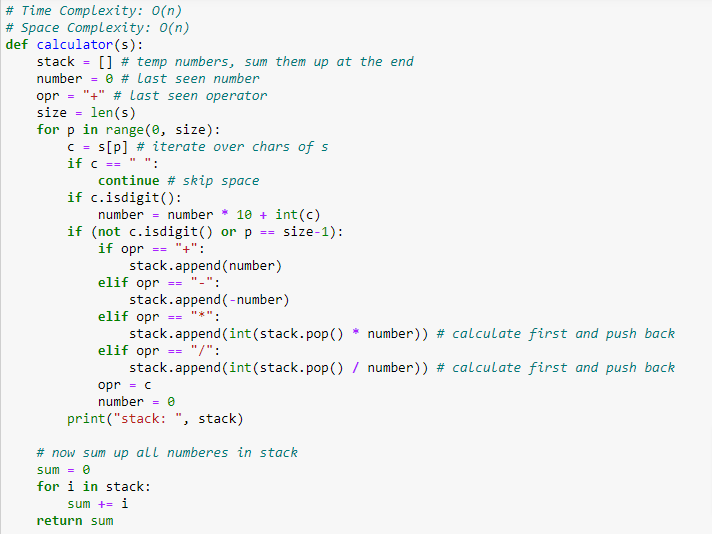 # Time Complexity: O(n)
# Space Complexity: O(n)
def calculator(s):
    stack = [] # temp numbers, sum them up at the end
    number = 0 # last seen number
    opr = "+" # last seen operator
    size = len(s)
    for p in range(0, size):
        c = s[p] # iterate over chars of s
        if c == " ":
            continue # skip space
        if c.isdigit():
            number = number * 10 + int(c)
        if (not c.isdigit() or p == size-1):
            if opr == "+":
                stack.append(number)
            elif opr == "-":
                stack.append(-number)
            elif opr == "*":
                stack.append(int(stack.pop() * number)) # calculate first and push back
            elif opr == "/":
                stack.append(int(stack.pop() / number)) # calculate first and push back
            opr = c
            number = 0
        print("stack: ", stack)

    # now sum up all numberes in stack
    sum = 0
    for i in stack:
        sum += i
    return sum